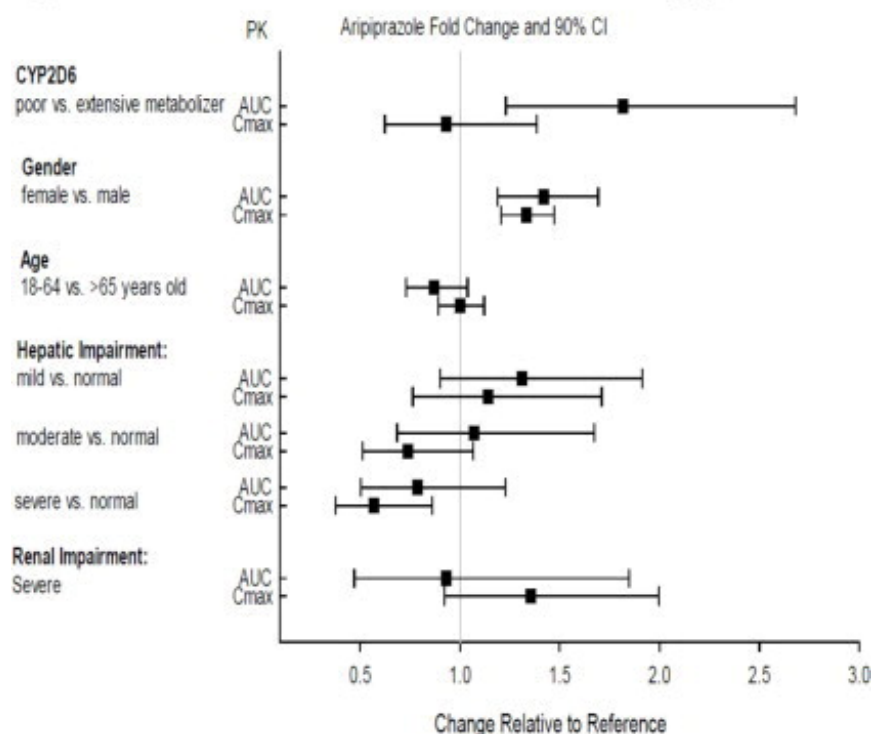 PK Aripiprazole Fold Change and 90% CI
CYP2D6
poor vs. extensive metabolizer AUC
Cmax
Gender
female vs. male AUC
Cmax
Age
18-64 vs. >65 years old AUC
Cmax
Hepatic Impairment:
mild vs. normal AUC
Cmax
moderate vs. normal AUC
Cmax
severe vs. normal AUC
Cmax
Renal Impairment:
Severe AUC
Cmax
0.5 1.0 1.5 2.0 2.5 3.0
Change Relative to Reference